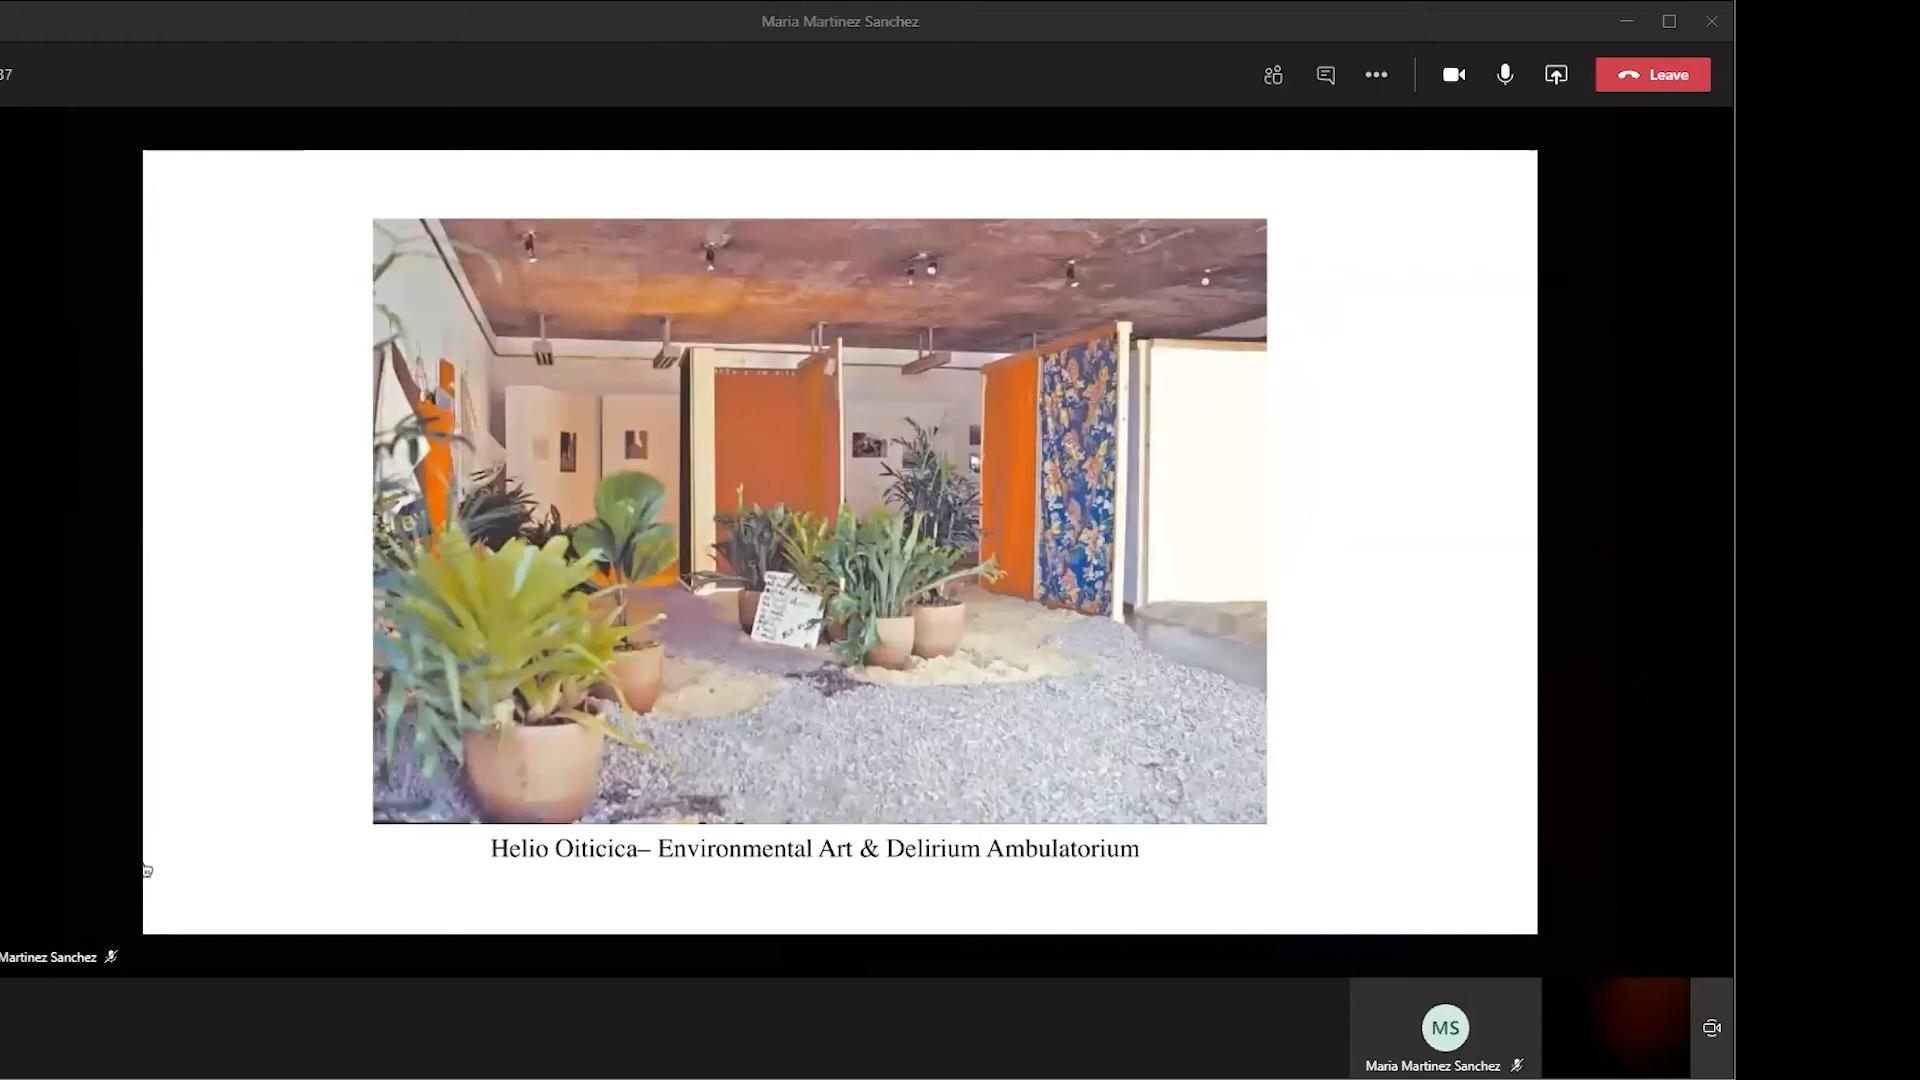 Maria Martinez Sanchez
37
Leave
Helio Oiticica– Environmental Art & Delirium Ambulatorium
Martinez Sanchez
MS
Maria Martinez Sanchez